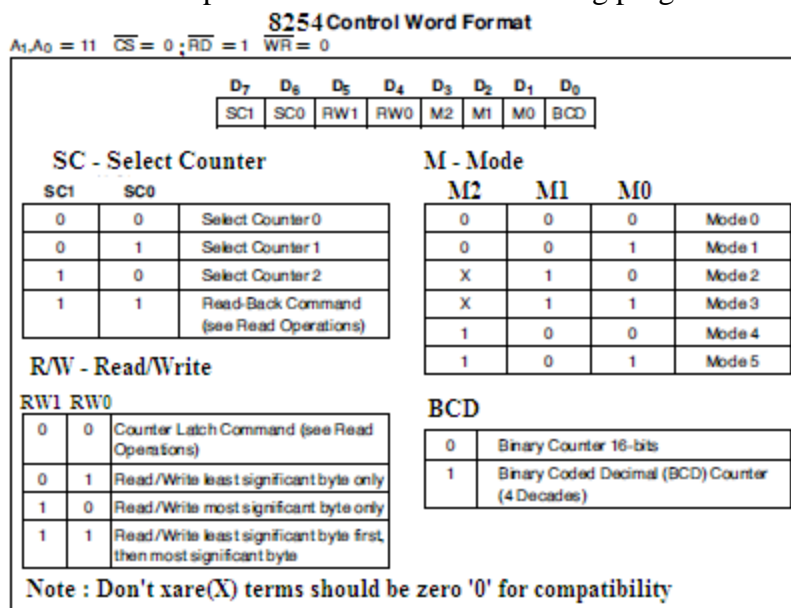 8254 Control Word Format
A1,A0 = 11 CS = 0 ; RD = 1 WR = 0
D7 D6 D5 D4 D3 D2 D1 D0
SC1 SC0 RW1 RW0 M2 M1 M0 BCD
SC - Select Counter
SC1 SC0
0 0 Select Counter 0
0 1 Select Counter 1
1 0 Select Counter 2
1 1 Read-Back Command
(see Read Operations)
R/W - Read/Write
RW1 RW0
0 0 Counter Latch Command (see Read
Operations)
0 1 Read/Write least significant byte only
1 0 Read/Write most significant byte only
1 1 Read/Write least significant byte first,
then most significant byte
M - Mode
M2 M1 M0
0 0 0 Mode 0
0 0 1 Mode 1
X 1 0 Mode 2
X 1 1 Mode 3
1 0 0 Mode 4
1 0 1 Mode 5
BCD
0 Binary Counter 16-bits
1 Binary Coded Decimal (BCD) Counter
(4 Decades)
Note : Don't xare(X) terms should be zero '0' for compatibility